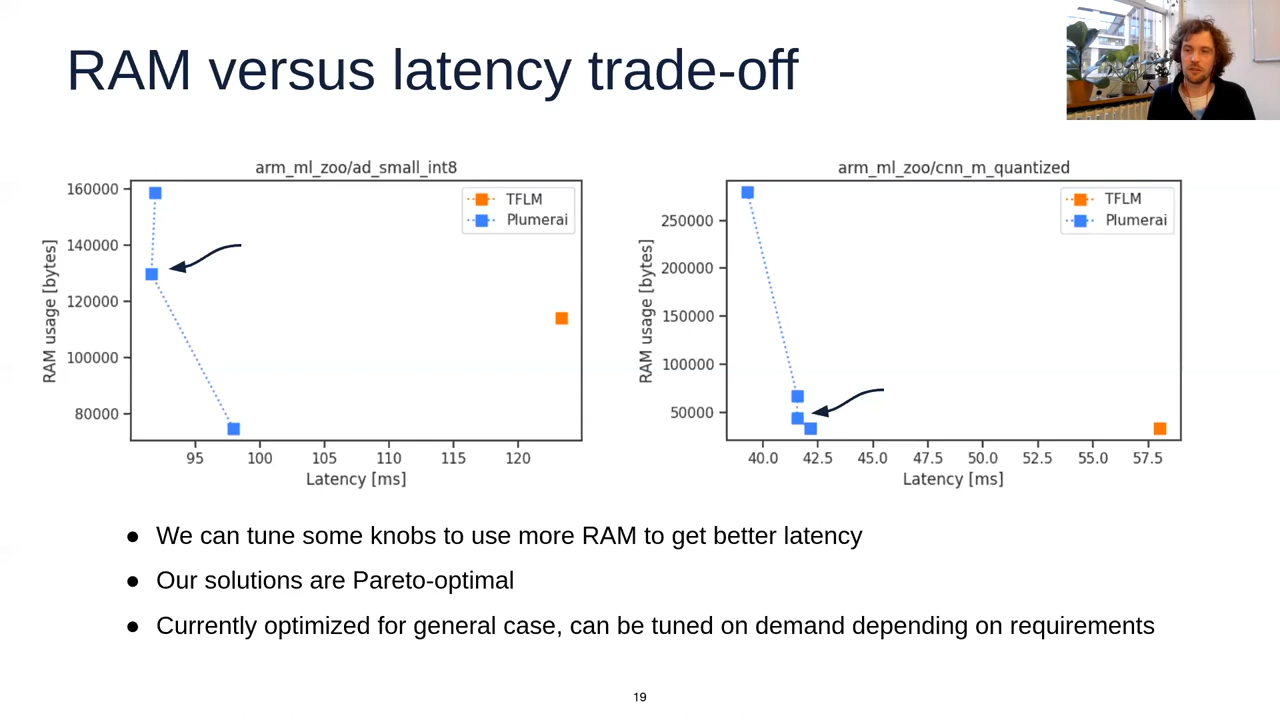 RAM versus latency trade-off
arm_ml_zoo/ad_small_int8
TFLM
Plumerai
RAM usage [bytes]
160000
140000
120000
100000
80000
95 100 105 110 115 120
Latency [ms]
arm_ml_zoo/cnn_m_quantized
TFLM
Plumerai
RAM usage [bytes]
250000
200000
150000
100000
50000
40.0 42.5 45.0 47.5 50.0 52.5 55.0 57.5
Latency [ms]
● We can tune some knobs to use more RAM to get better latency
● Our solutions are Pareto-optimal
● Currently optimized for general case, can be tuned on demand depending on requirements
19